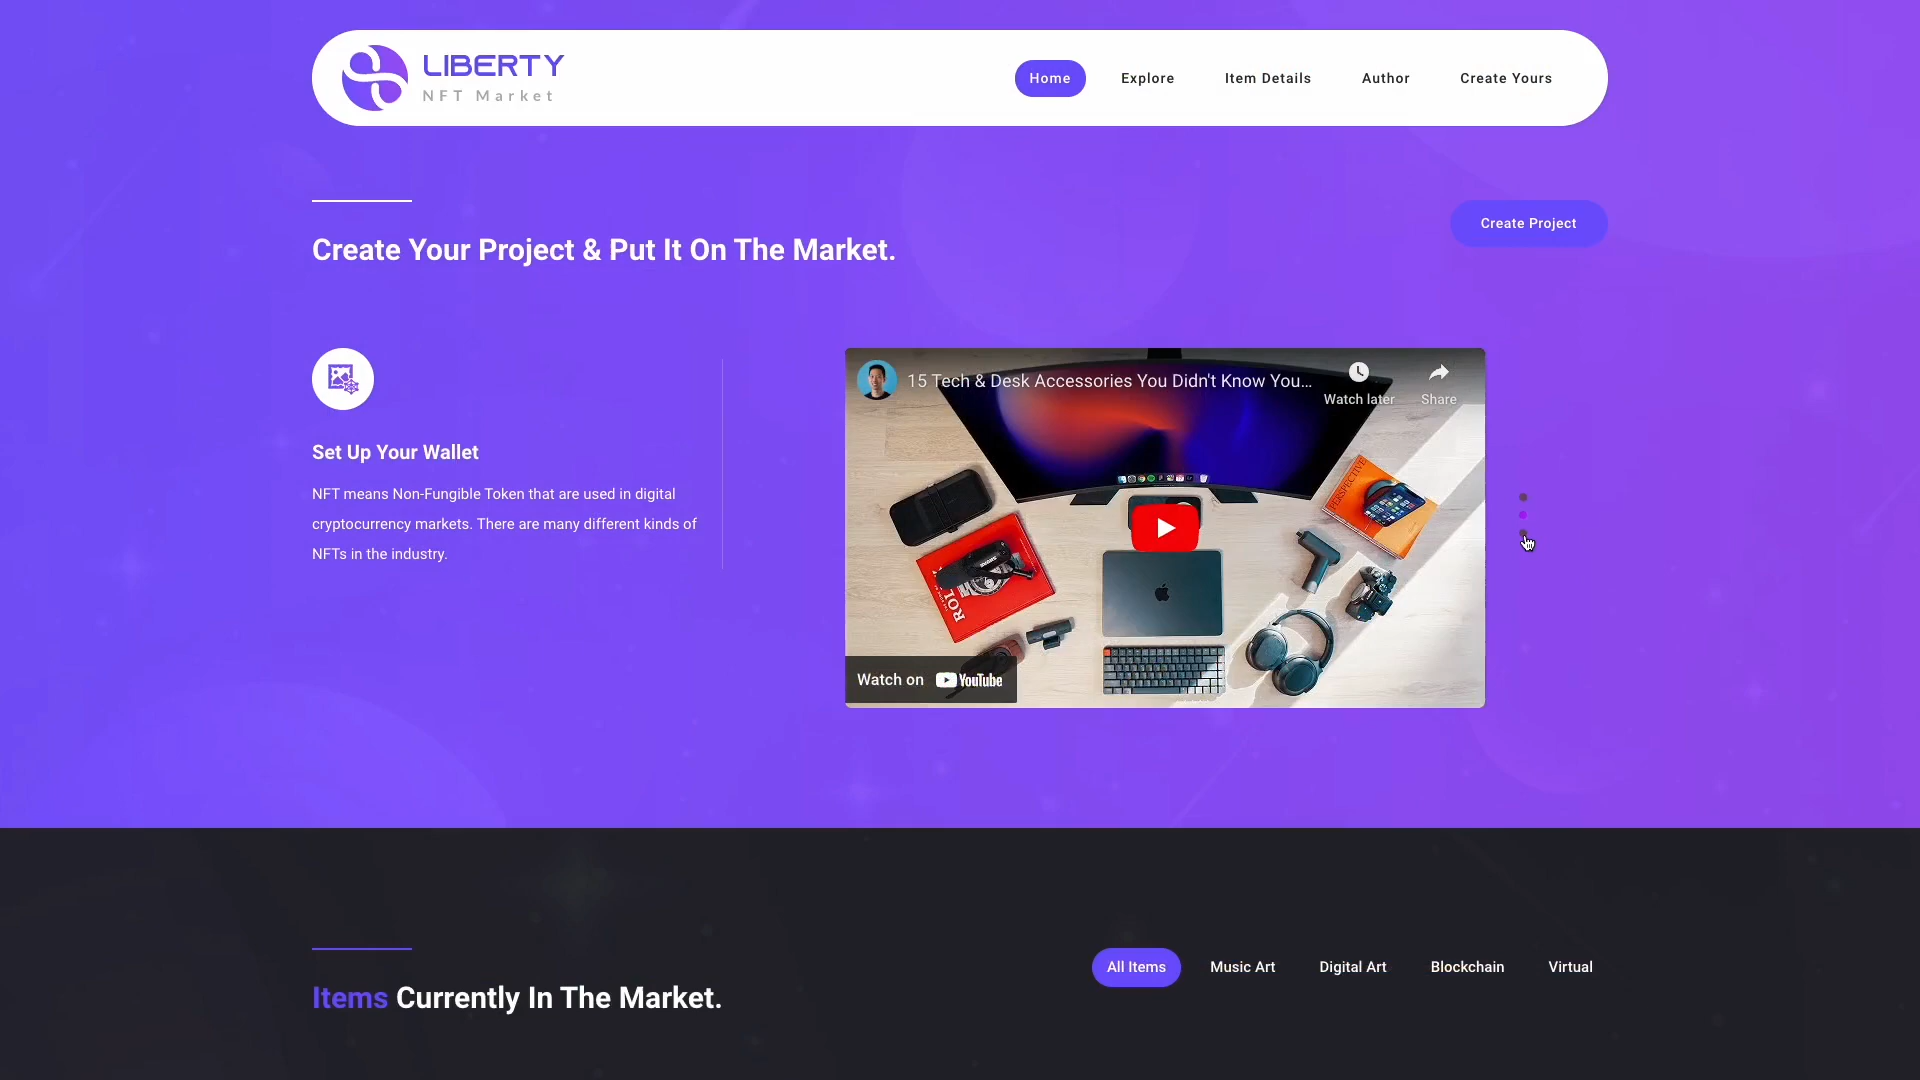 LIBERTY
NFT Market
Home
Explore
Item Details
Author
Create Yours
Create Your Project & Put It On The Market.
Create Project
Set Up Your Wallet
NFT means Non-Fungible Token that are used in digital
cryptocurrency markets. There are many different kinds of
NFTs in the industry.
15 Tech & Desk Accessories You Didn't Know You...
Watch later
Share
PERSPECTIVE
ROL
Watch on YouTube
Items Currently In The Market.
All Items
Music Art
Digital Art
Blockchain
Virtual